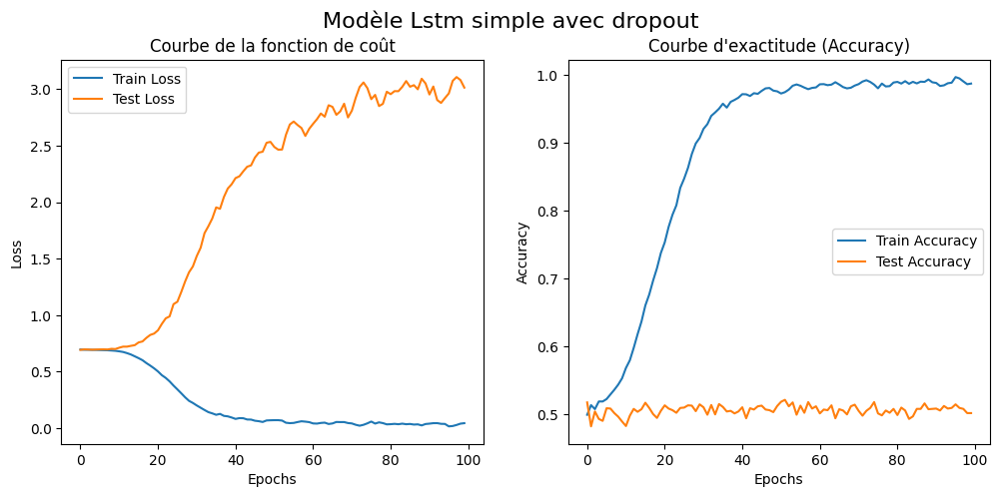 Modèle Lstm simple avec dropout
Courbe de la fonction de coût
Train Loss
Test Loss
3.0
2.5
2.0
1.5
1.0
0.5
0.0
Loss
0
20
40
60
80
100
Epochs
Courbe d'exactitude (Accuracy)
1.0
0.9
0.8
0.7
0.6
0.5
Accuracy
Train Accuracy
Test Accuracy
0
20
40
60
80
100
Epochs